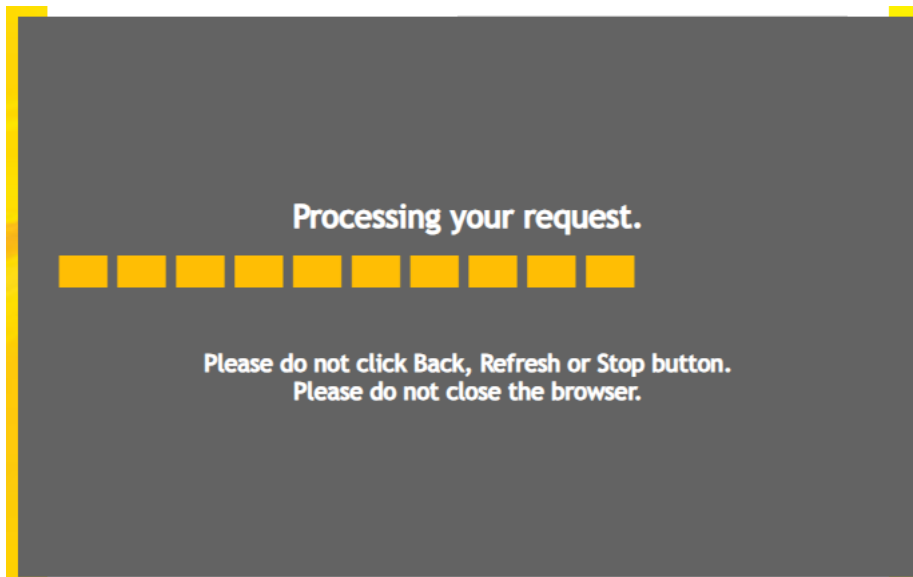 Processing your request.
Please do not click Back, Refresh or Stop button.
Please do not close the browser.